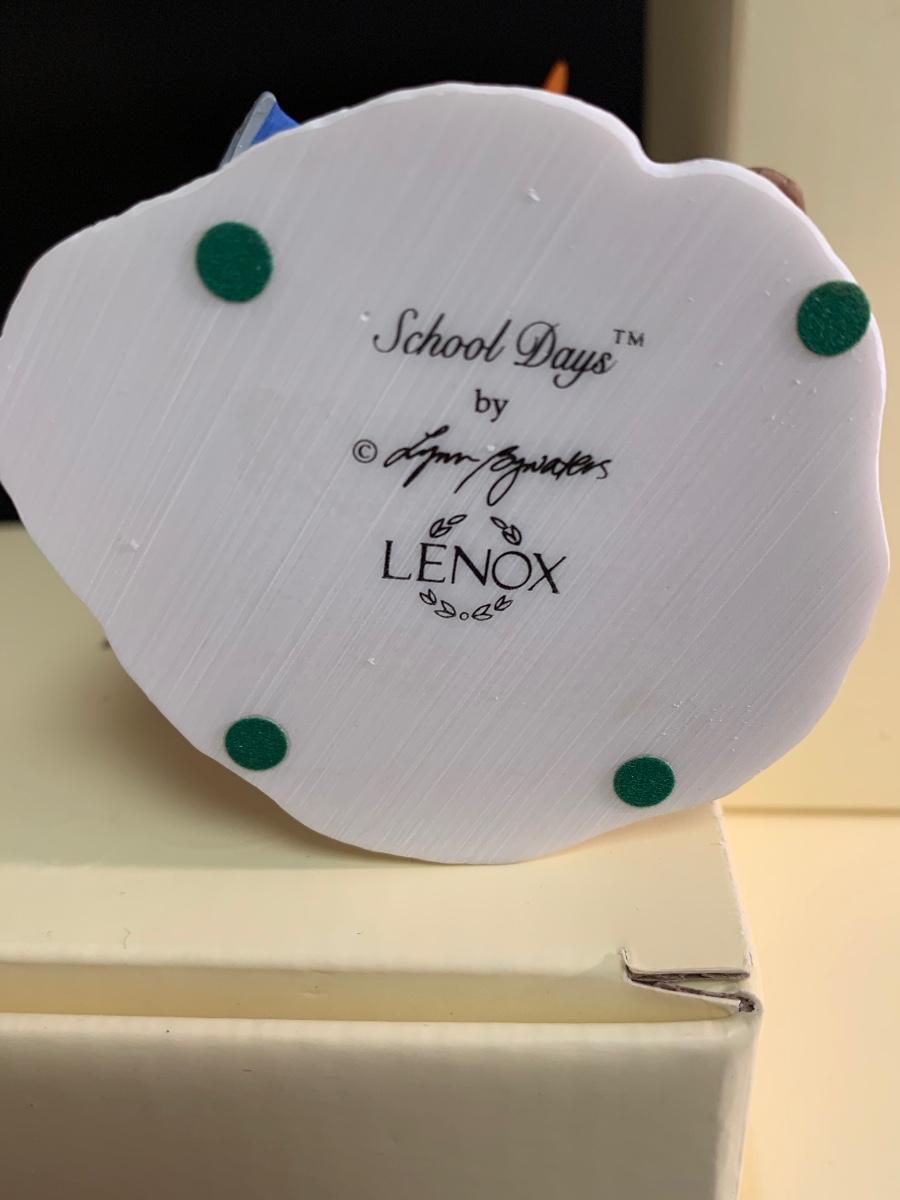 School Days™
by
© Lynn Bywaters
LENOX